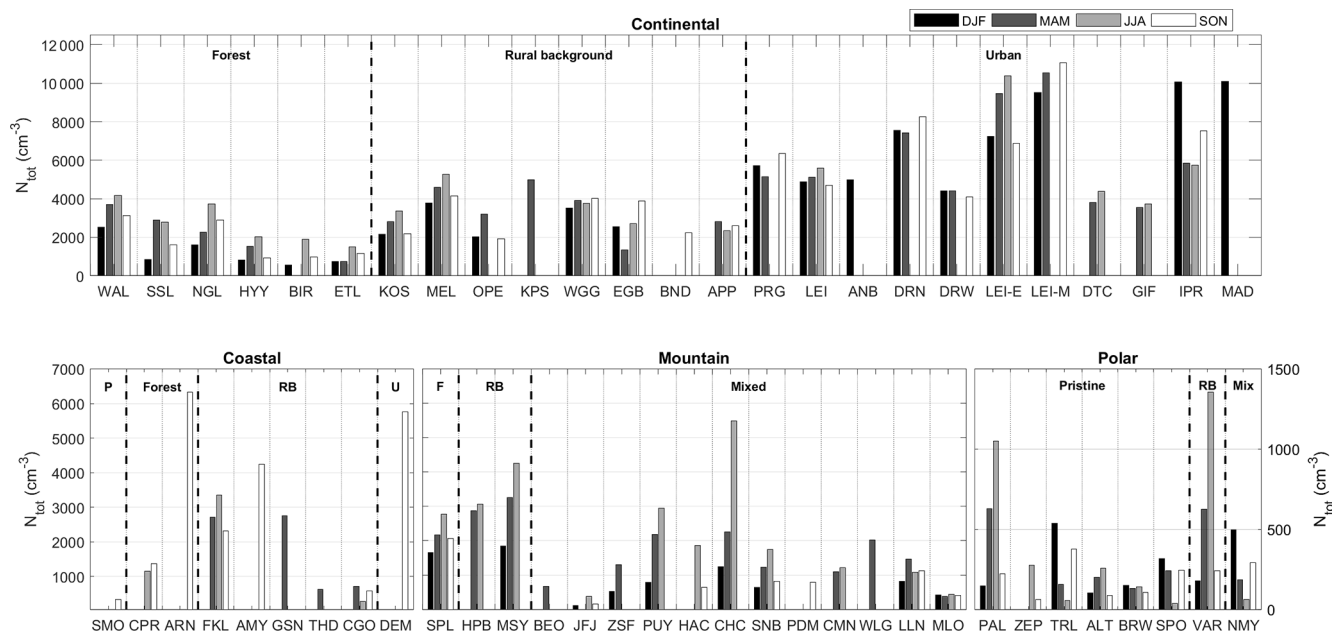 Continental
DJF MAM JJA SON
Forest Rural background Urban
12 000
10 000
8000
6000
4000
2000
0
N_tot (cm^-3)
WAL SSL NGL HYY BIR ETL KOS MEL OPE KPS WGG EGB BND APP PRG LEI ANB DRN DRW LEI-E LEI-M DTC GIF IPR MAD
Coastal Mountain Polar
P Forest RB U F RB Mixed Pristine RB Mix
7000
6000
5000
4000
3000
2000
1000
N_tot (cm^-3)
1500
1000
500
0
N_tot (cm^-3)
SMO CPR ARN FKL AMY GSN THD CGO DEM SPL HPB MSY BEO JFJ ZSF PUY HAC CHC SNB PDM CMN WLG LLN MLO PAL ZEP TRL ALT BRW SPO VAR NMY